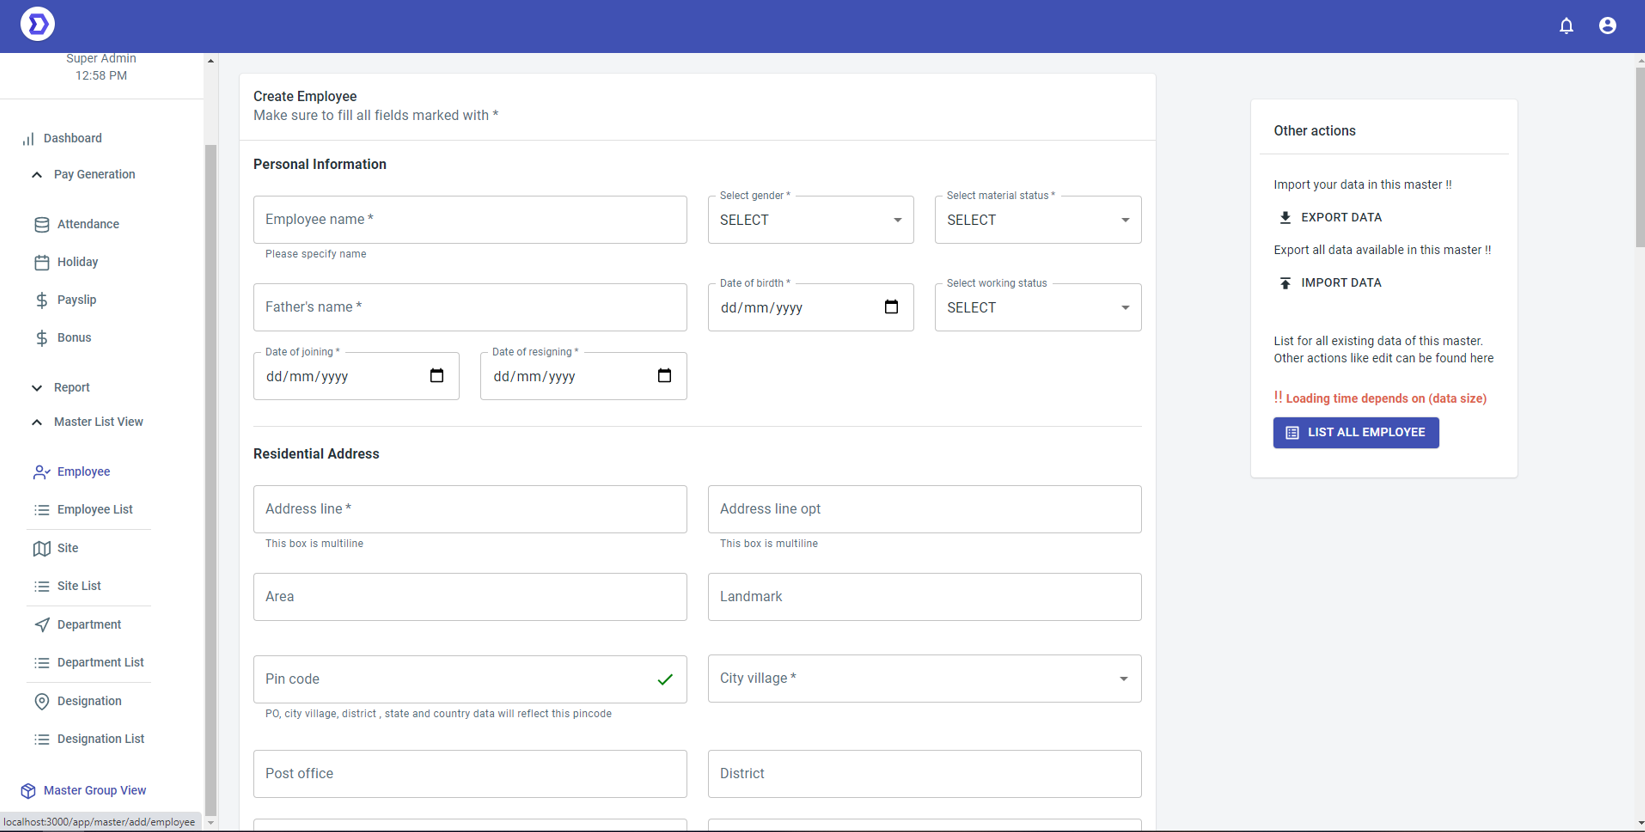 Super Admin
12:58 PM
Dashboard
Pay Generation
Attendance
Holiday
Payslip
Bonus
Report
Master List View
Employee
Employee List
Site
Site List
Department
Department List
Designation
Designation List
Master Group View
localhost:3000/app/master/add/employee
Create Employee
Make sure to fill all fields marked with *
Personal Information
Employee name *
Please specify name
Select gender *
SELECT
Select material status *
SELECT
Father's name *
Date of birdth *
dd/mm/yyyy
Select working status
SELECT
Date of joining *
dd/mm/yyyy
Date of resigning *
dd/mm/yyyy
Residential Address
Address line *
This box is multiline
Address line opt
This box is multiline
Area
Landmark
Pin code
PO, city village, district , state and country data will reflect this pincode
City village *
Post office
District
Other actions
Import your data in this master !!
EXPORT DATA
Export all data available in this master !!
IMPORT DATA
List for all existing data of this master.
Other actions like edit can be found here
!! Loading time depends on (data size)
LIST ALL EMPLOYEE